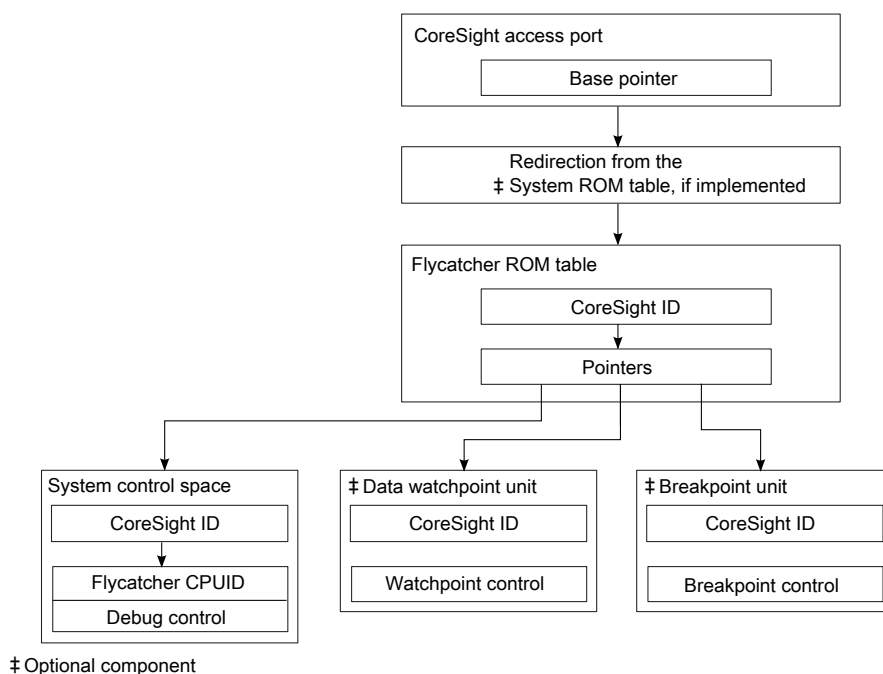 CoreSight access port
Base pointer
Redirection from the
‡ System ROM table, if implemented
Flycatcher ROM table
CoreSight ID
Pointers
System control space
CoreSight ID
Flycatcher CPUID
Debug control
‡ Data watchpoint unit
CoreSight ID
Watchpoint control
‡ Breakpoint unit
CoreSight ID
Breakpoint control
‡ Optional component